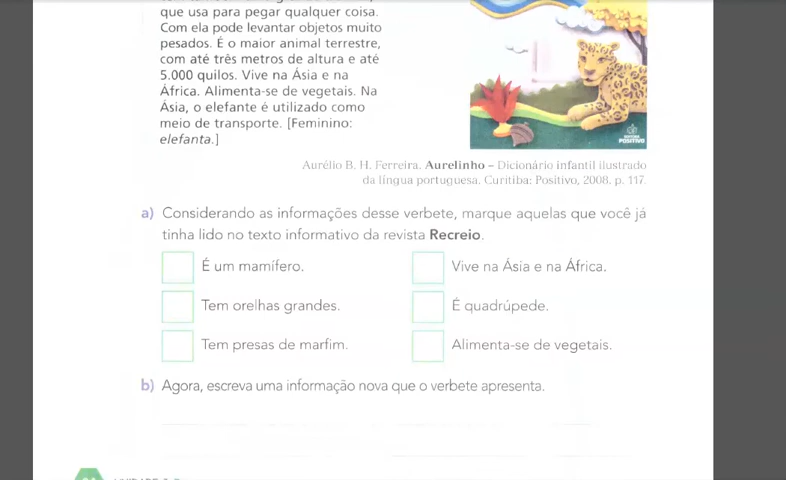 que usa para pegar qualquer coisa.
Com ela pode levantar objetos muito
pesados. É o maior animal terrestre,
com até três metros de altura e até
5.000 quilos. Vive na Ásia e na
África. Alimenta-se de vegetais. Na
Ásia, o elefante é utilizado como
meio de transporte. [Feminino:
elefanta.]
POSITIVO
Aurélio B. H. Ferreira. Aurelinho – Dicionário infantil ilustrado
da língua portuguesa. Curitiba: Positivo, 2008. p. 117.
a) Considerando as informações desse verbete, marque aquelas que você já
tinha lido no texto informativo da revista Recreio.
É um mamífero.
Vive na Ásia e na África.
Tem orelhas grandes.
É quadrúpede.
Tem presas de marfim.
Alimenta-se de vegetais.
b) Agora, escreva uma informação nova que o verbete apresenta.